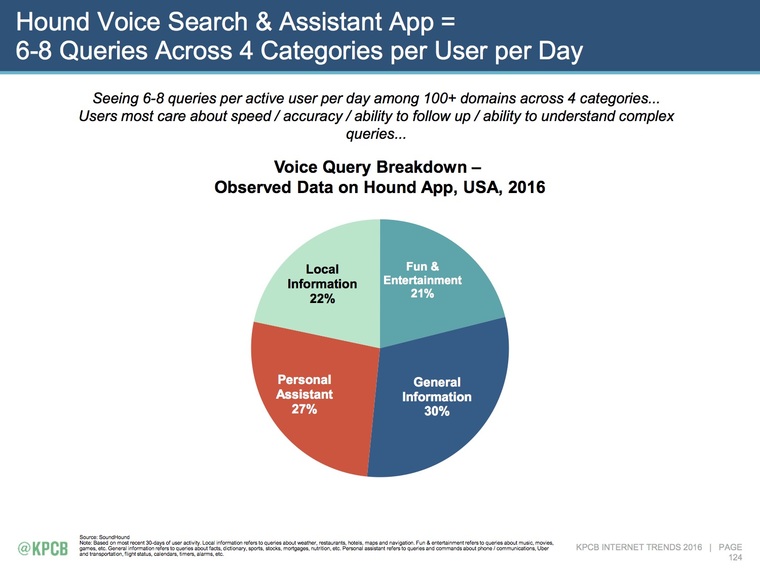 Hound Voice Search & Assistant App =
6-8 Queries Across 4 Categories per User per Day
Seeing 6-8 queries per active user per day among 100+ domains across 4 categories...
Users most care about speed / accuracy / ability to follow up / ability to understand complex
queries...
Voice Query Breakdown –
Observed Data on Hound App, USA, 2016
Local
Information
22%
Fun &
Entertainment
21%
Personal
Assistant
27%
General
Information
30%
@KPCB
Source: SoundHound
Note: Based on most recent 30-days of user activity. Local information refers to queries about weather, restaurants, hotels, maps and navigation. Fun & entertainment refers to queries about music, movies,
games, etc. General information refers to queries about facts, dictionary, sports, stocks, mortgages, nutrition, etc. Personal assistant refers to queries and commands about phone / communications, Uber
and transportation, flight status, calendars, timers, alarms, etc.
KPCB INTERNET TRENDS 2016 | PAGE
124